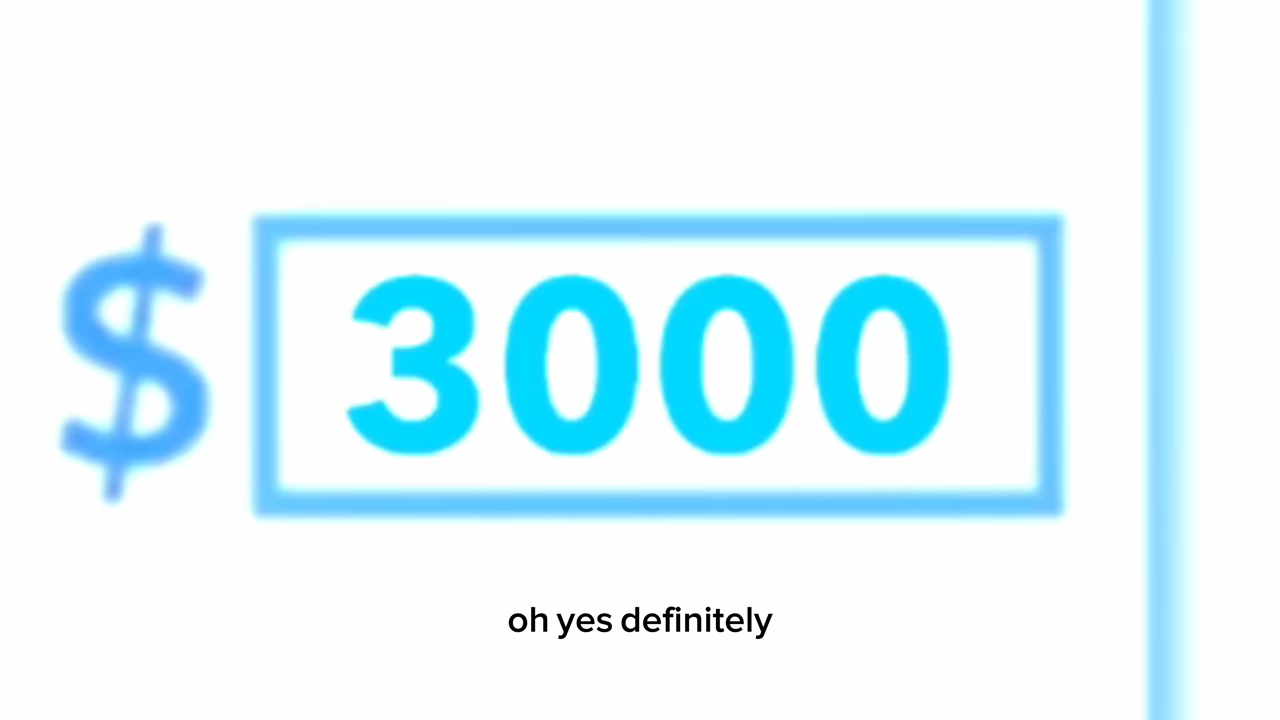 $ 3000
oh yes definitely